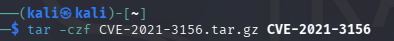 ──(kali㉿kali)-[~]
└─$ tar -czf CVE-2021-3156.tar.gz CVE-2021-3156